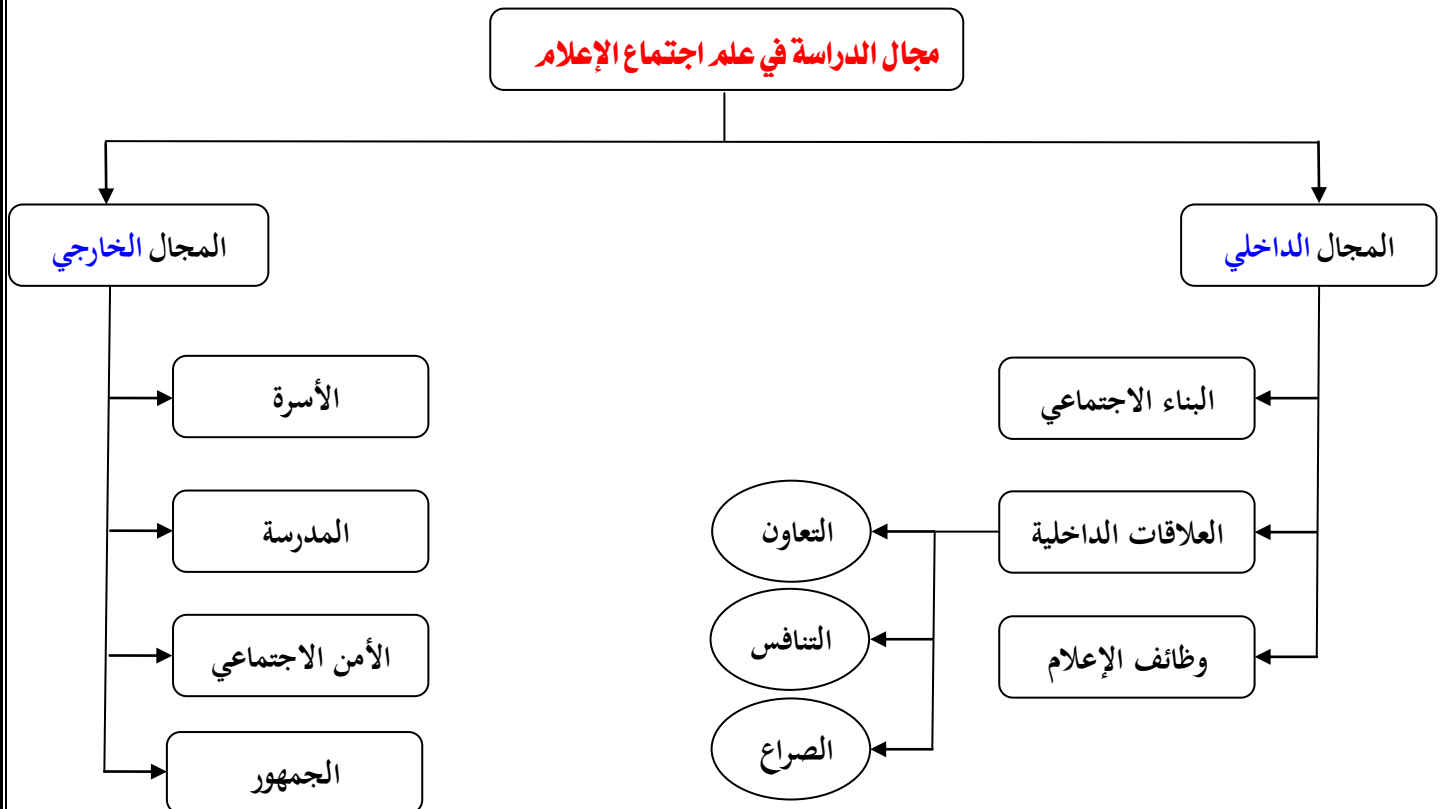 مجال الدراسة في علم اجتماع الإعلام
المجال الداخلي
المجال الخارجي
البناء الاجتماعي
الأسرة
العلاقات الداخلية
التعاون
المدرسة
التنافس
وظائف الإعلام
الأمن الاجتماعي
الصراع
الجمهور